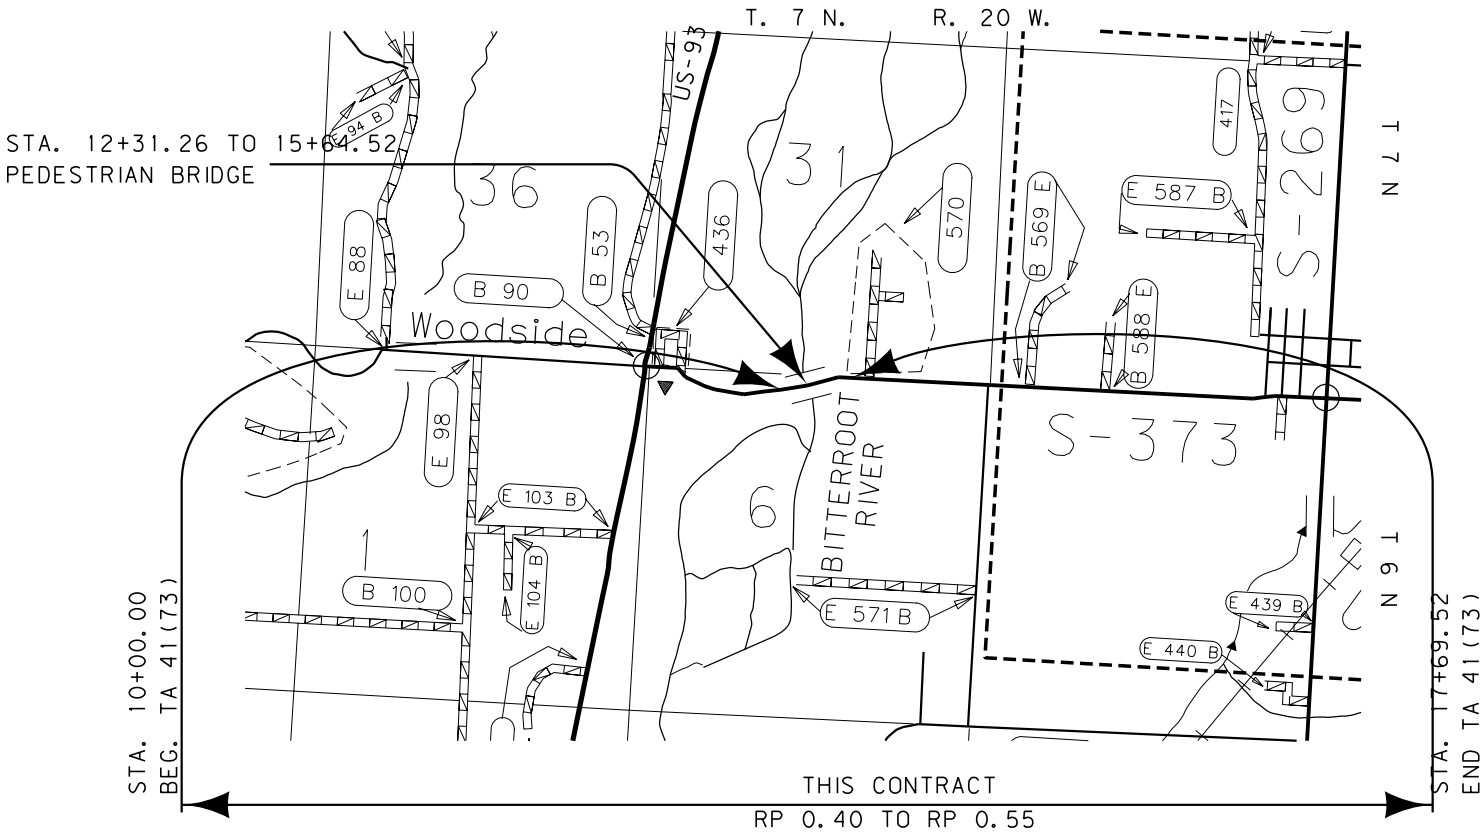 T. 7 N. R. 20 W.
US-93
E 94 B
STA. 12+31.26 TO 15+64.52
PEDESTRIAN BRIDGE
36
31
417
S-269
T 7 N
E 88
B 53
436
570
B 569 E
E 587 B
B 90
Woodside
B 588 E
E 98
BITTERROOT
RIVER
S-373
6
E 103 B
1
E 104 B
B 100
E 571 B
T 6 N
E 439 B
E 440 B
STA. 10+00.00
BEG. TA 41(73)
STA. 17+69.52
END TA 41(73)
THIS CONTRACT
RP 0.40 TO RP 0.55